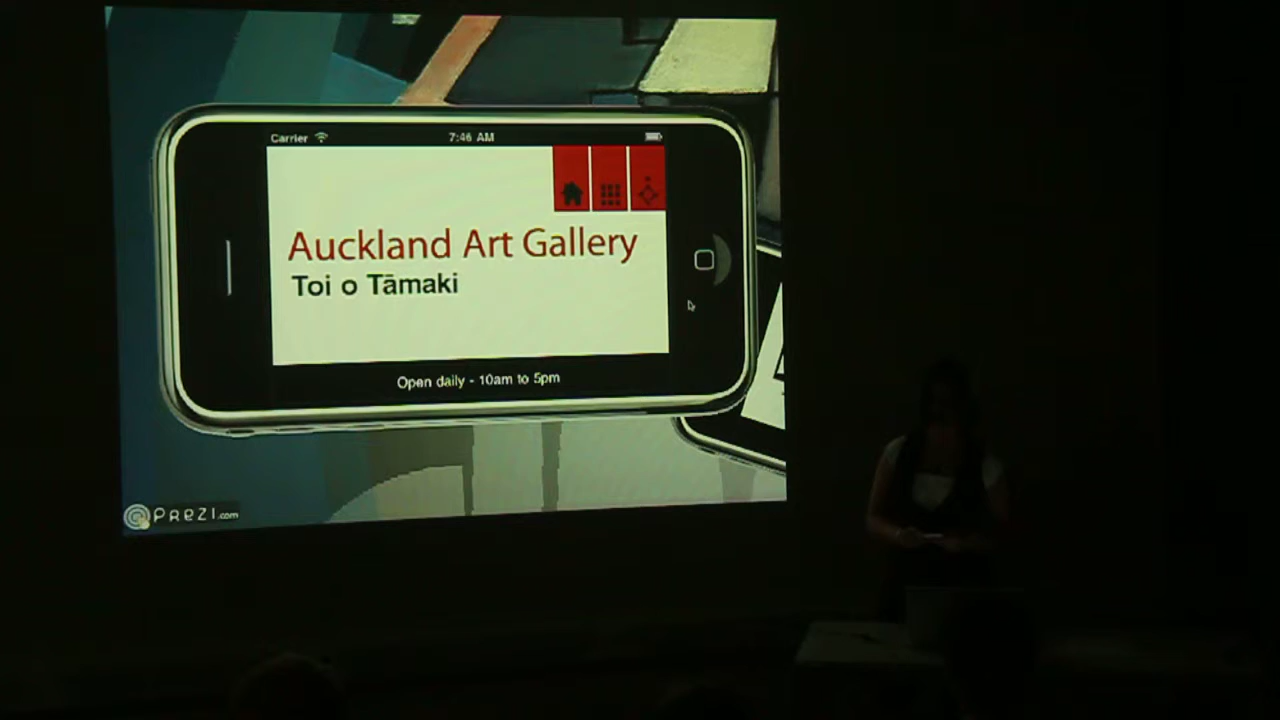 Carrier 7:46 AM
Auckland Art Gallery
Toi o Tāmaki
Open daily - 10am to 5pm
PREZI.com